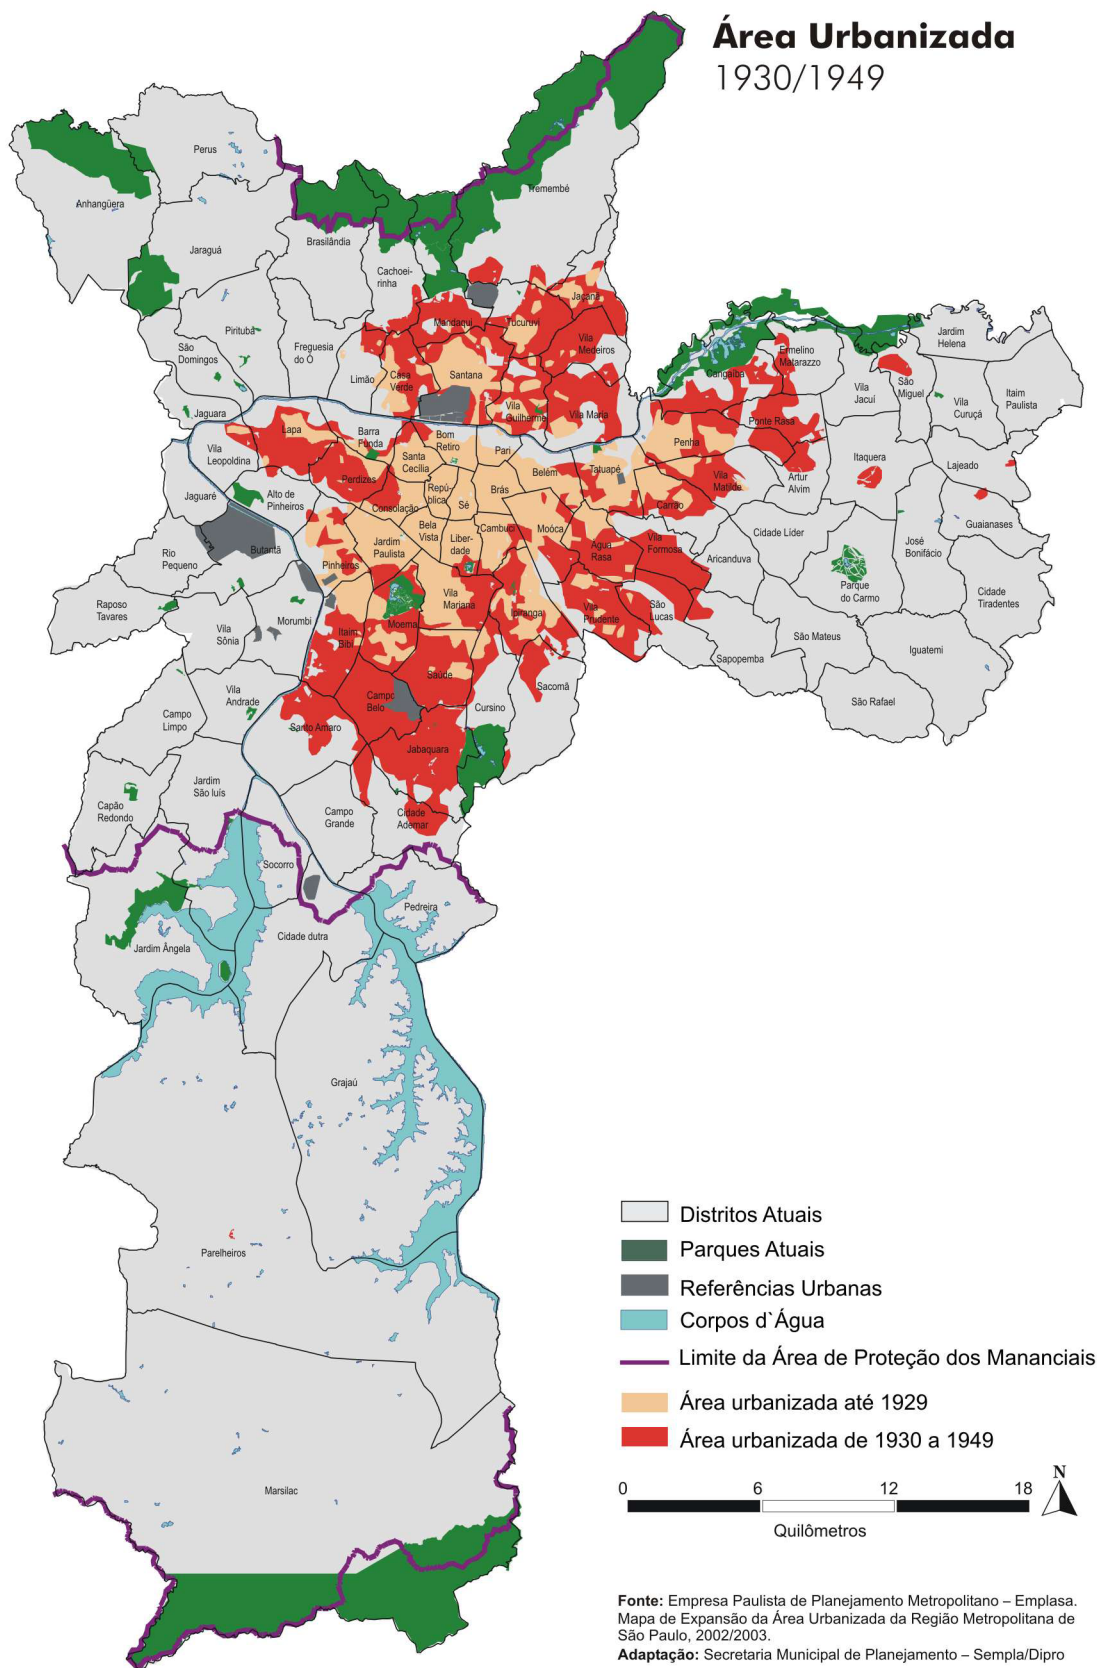 Área Urbanizada
1930/1949
Perus
Anhangüera
Tremembé
Jaraguá
Brasilândia
Cachoei-
rinha
Jaçanã
Mandaqui
Tucuruvi
Pirituba
Vila
Medeiros
São
Domingos
Freguesia
do Ó
Limão
Casa
Verde
Santana
Jaguara
Vila
Guilherme
Vila Maria
Cangaíba
Ermelino
Matarazzo
Jardim
Helena
São
Miguel
Vila
Jacuí
Vila
Curuçá
Itaim
Paulista
Lapa
Barra
Funda
Bom
Retiro
Pari
Penha
Ponte Rasa
Vila
Leopoldina
Santa
Cecília
Belém
Tatuapé
Itaquera
Lajeado
Perdizes
Vila
Matilde
Artur
Alvim
Jaguaré
Alto de
Pinheiros
Consolação
Repú-
blica
Sé
Brás
Carrão
Guaianases
Bela
Vista
Liber-
dade
Cambuci
Moóca
Cidade Líder
José
Bonifácio
Rio
Pequeno
Butantã
Jardim
Paulista
Água
Rasa
Vila
Formosa
Aricanduva
Pinheiros
Parque
do Carmo
Cidade
Tiradentes
Raposo
Tavares
Vila
Sônia
Morumbi
Itaim
Bibi
Moema
Vila
Mariana
Ipiranga
Vila
Prudente
São
Lucas
São Mateus
Iguatemi
Sapopemba
Saúde
Sacomã
São Rafael
Vila
Andrade
Campo
Belo
Cursino
Campo
Limpo
Santo Amaro
Jabaquara
Jardim
São luis
Capão
Redondo
Campo
Grande
Cidade
Ademar
Socorro
Pedreira
Jardim Ângela
Cidade dutra
Grajaú
Parelheiros
Marsilac
Distritos Atuais
Parques Atuais
Referências Urbanas
Corpos d`Água
Limite da Área de Proteção dos Mananciais
Área urbanizada até 1929
Área urbanizada de 1930 a 1949
0 6 12 18
N
Quilômetros
Fonte: Empresa Paulista de Planejamento Metropolitano – Emplasa.
Mapa de Expansão da Área Urbanizada da Região Metropolitana de
São Paulo, 2002/2003.
Adaptação: Secretaria Municipal de Planejamento – Sempla/Dipro